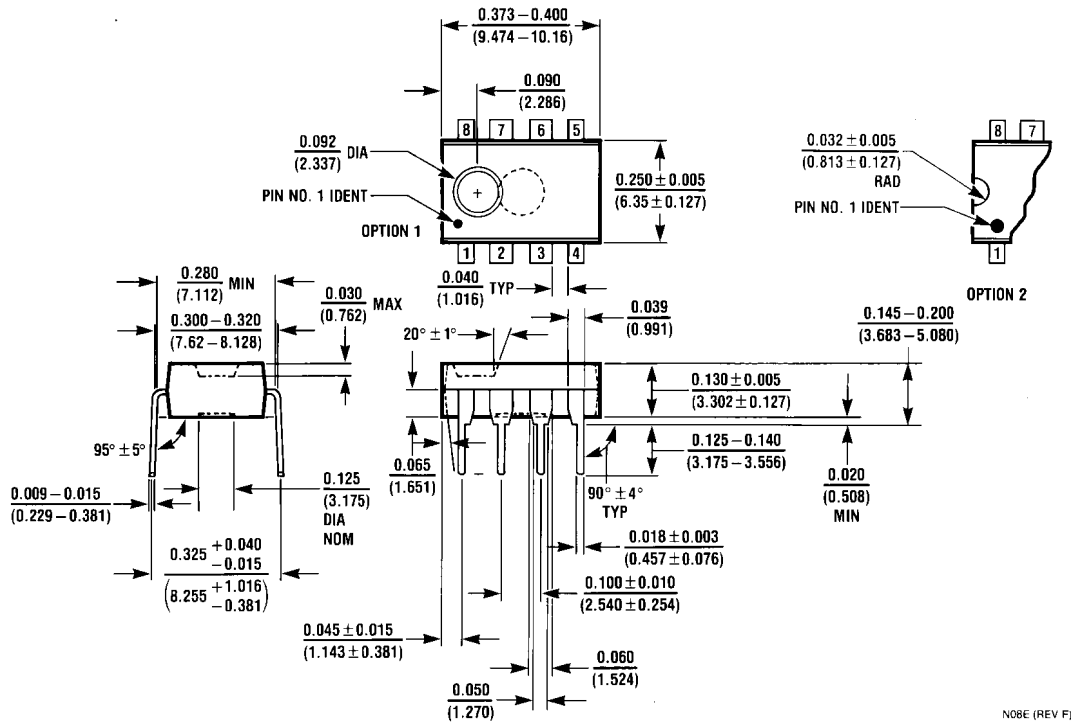 0.373–0.400
(9.474–10.16)
0.090
(2.286)
8 7 6 5
0.092 DIA
(2.337)
PIN NO. 1 IDENT
OPTION 1
1 2 3 4
0.250 ± 0.005
(6.35 ± 0.127)
0.032 ± 0.005
(0.813 ± 0.127)
RAD
PIN NO. 1 IDENT
8 7
1
OPTION 2
0.280 MIN
(7.112)
0.300–0.320
(7.62–8.128)
0.030 MAX
(0.762)
0.040 TYP
(1.016)
20° ± 1°
0.039
(0.991)
0.145–0.200
(3.683–5.080)
0.130 ± 0.005
(3.302 ± 0.127)
0.125–0.140
(3.175–3.556)
0.020
(0.508)
MIN
95° ± 5°
0.009–0.015
(0.229–0.381)
0.125
(3.175)
DIA
NOM
0.065
(1.651)
90° ± 4°
TYP
0.018 ± 0.003
(0.457 ± 0.076)
0.325 +0.040
−0.015
(8.255 +1.016
−0.381)
0.100 ± 0.010
(2.540 ± 0.254)
0.045 ± 0.015
(1.143 ± 0.381)
0.060
(1.524)
0.050
(1.270)
N08E (REV F)